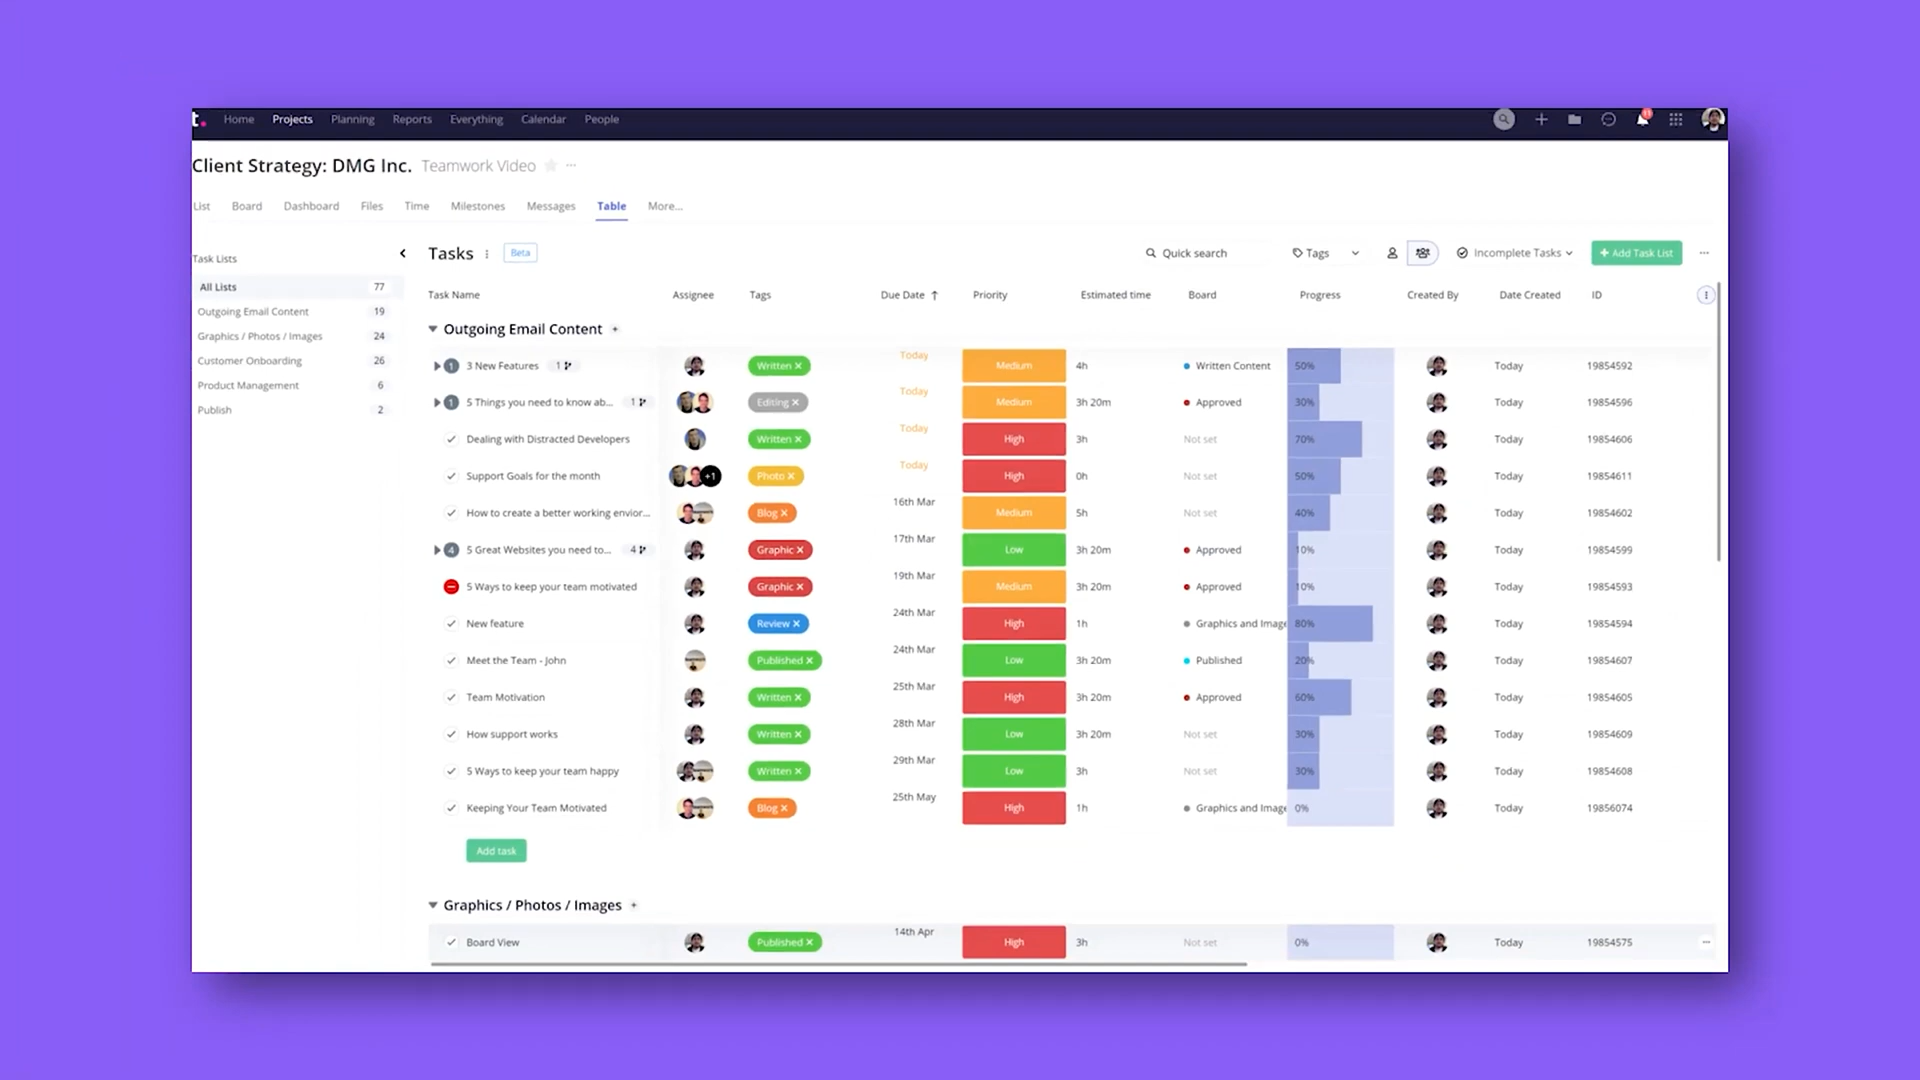 t.
Home Projects Planning Reports Everything Calendar People
Client Strategy: DMG Inc. Teamwork Video
List Board Dashboard Files Time Milestones Messages Table More...
Task Lists
All Lists 77
Outgoing Email Content 19
Graphics / Photos / Images 24
Customer Onboarding 26
Product Management 6
Publish 2
Tasks Beta Quick search Tags Incomplete Tasks + Add Task List
Task Name Assignee Tags Due Date ↑ Priority Estimated time Board Progress Created By Date Created ID
Outgoing Email Content +
1 3 New Features 1 Written × Today Medium 4h Written Content 50% Today 19854592
1 5 Things you need to know ab... 1 Editing × Today Medium 3h 20m Approved 30% Today 19854596
Dealing with Distracted Developers Written × Today High 3h Not set 70% Today 19854606
Support Goals for the month +1 Photo × Today High 0h Not set 50% Today 19854611
How to create a better working envior... Blog × 16th Mar Medium 5h Not set 40% Today 19854602
4 5 Great Websites you need to... 4 Graphic × 17th Mar Low 3h 20m Approved 10% Today 19854599
5 Ways to keep your team motivated Graphic × 19th Mar Medium 3h 20m Approved 10% Today 19854593
New feature Review × 24th Mar High 1h Graphics and Image 80% Today 19854594
Meet the Team - John Published × 24th Mar Low 3h 20m Published 20% Today 19854607
Team Motivation Written × 25th Mar High 3h 20m Approved 60% Today 19854605
How support works Written × 28th Mar Low 3h 20m Not set 30% Today 19854609
5 Ways to keep your team happy Written × 29th Mar Low 3h Not set 30% Today 19854608
Keeping Your Team Motivated Blog × 25th May High 1h Graphics and Image 0% Today 19856074
Add task
Graphics / Photos / Images +
Board View Published × 14th Apr High 3h Not set 0% Today 19854575